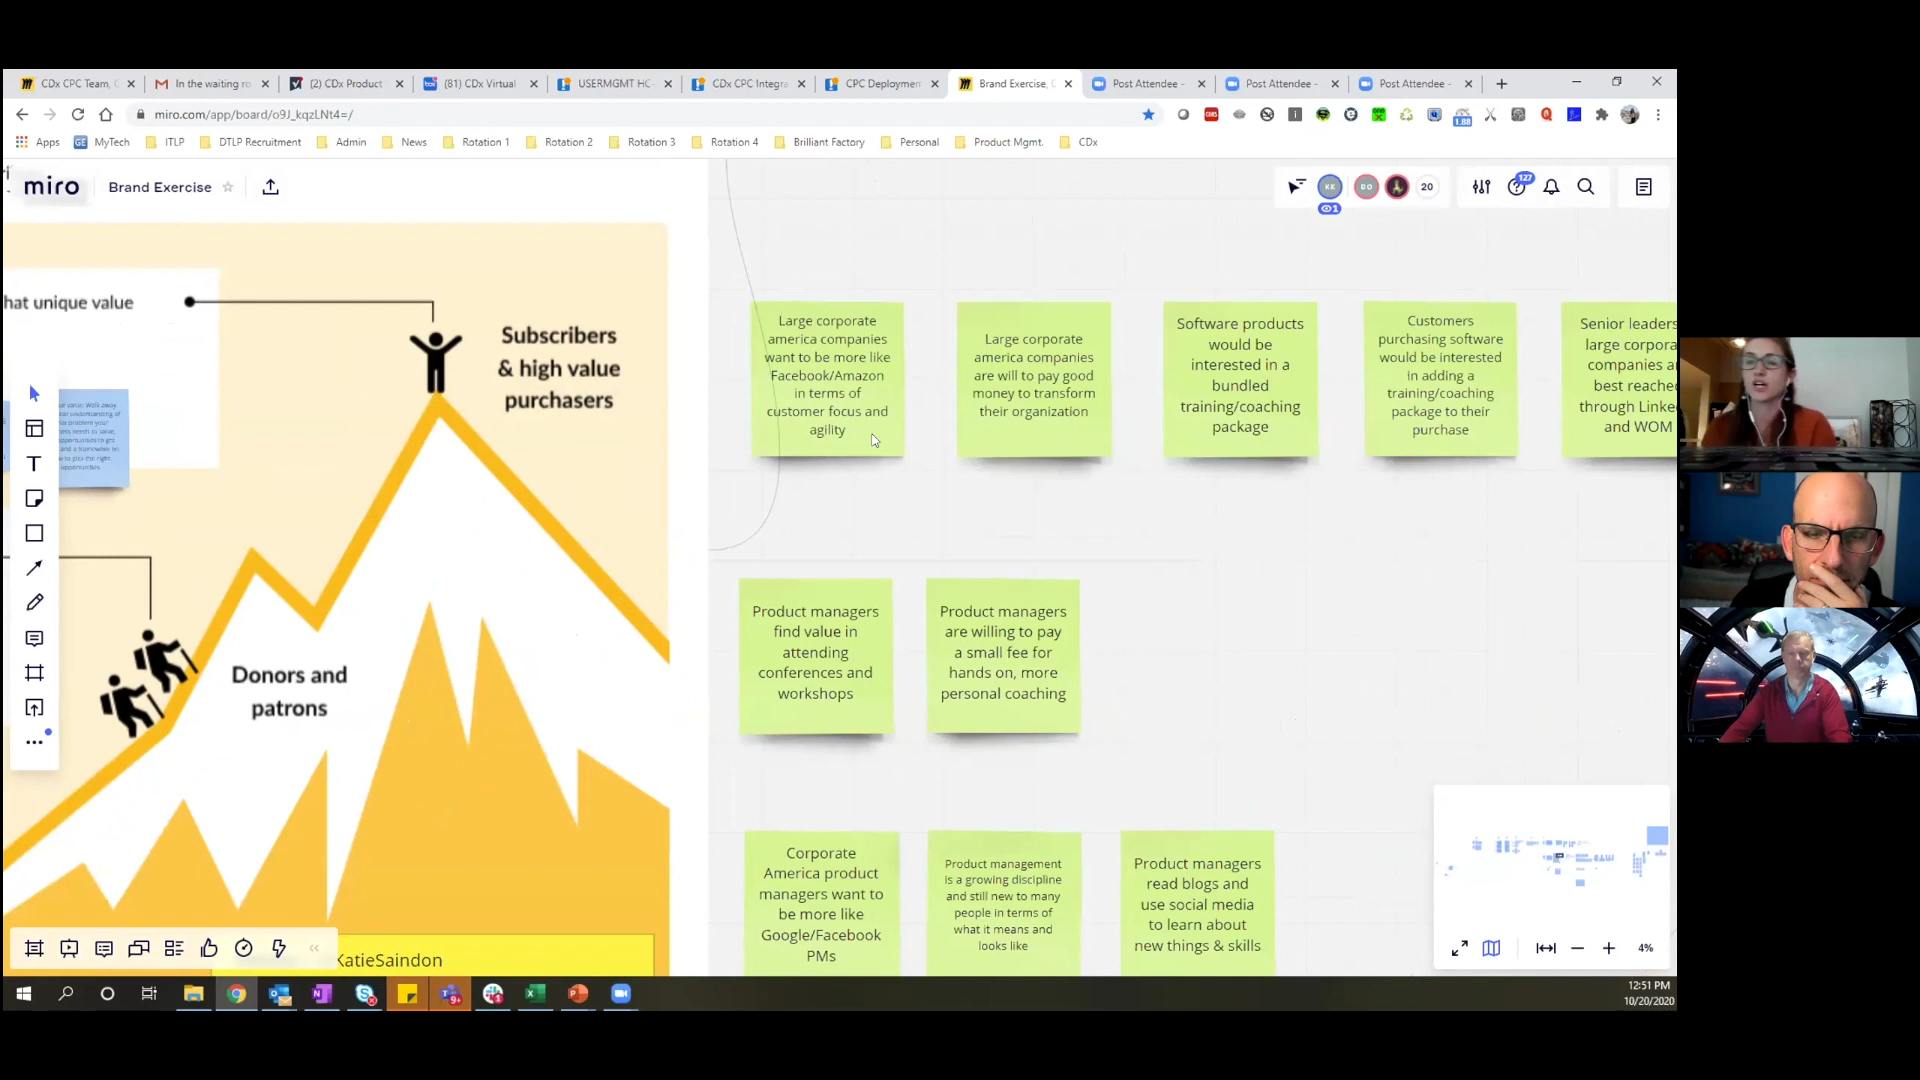 CDx CPC Team, C
In the waiting ro
(2) CDx Product
(81) CDx Virtual
USERMGMT HC -
CDx CPC Integra
CPC Deployment
Brand Exercise, C
Post Attendee -
Post Attendee -
Post Attendee -
miro.com/app/board/o9J_kqzLNt4=/
1.88
Apps
MyTech
ITLP
DTLP Recruitment
Admin
News
Rotation 1
Rotation 2
Rotation 3
Rotation 4
Brilliant Factory
Personal
Product Mgmt.
CDx
miro
Brand Exercise
KK
DO
20
127
1
hat unique value
Subscribers
& high value
purchasers
Donors and
patrons
KatieSaindon
Large corporate
america companies
want to be more like
Facebook/Amazon
in terms of
customer focus and
agility
Large corporate
america companies
are will to pay good
money to transform
their organization
Software products
would be
interested in a
bundled
training/coaching
package
Customers
purchasing software
would be interested
in adding a
training/coaching
package to their
purchase
Senior leaders
large corpora
companies a
best reache
through Linke
and WOM
Product managers
find value in
attending
conferences and
workshops
Product managers
are willing to pay
a small fee for
hands on, more
personal coaching
Corporate
America product
managers want to
be more like
Google/Facebook
PMs
Product management
is a growing discipline
and still new to many
people in terms of
what it means and
looks like
Product managers
read blogs and
use social media
to learn about
new things & skills
4%
12:51 PM
10/20/2020